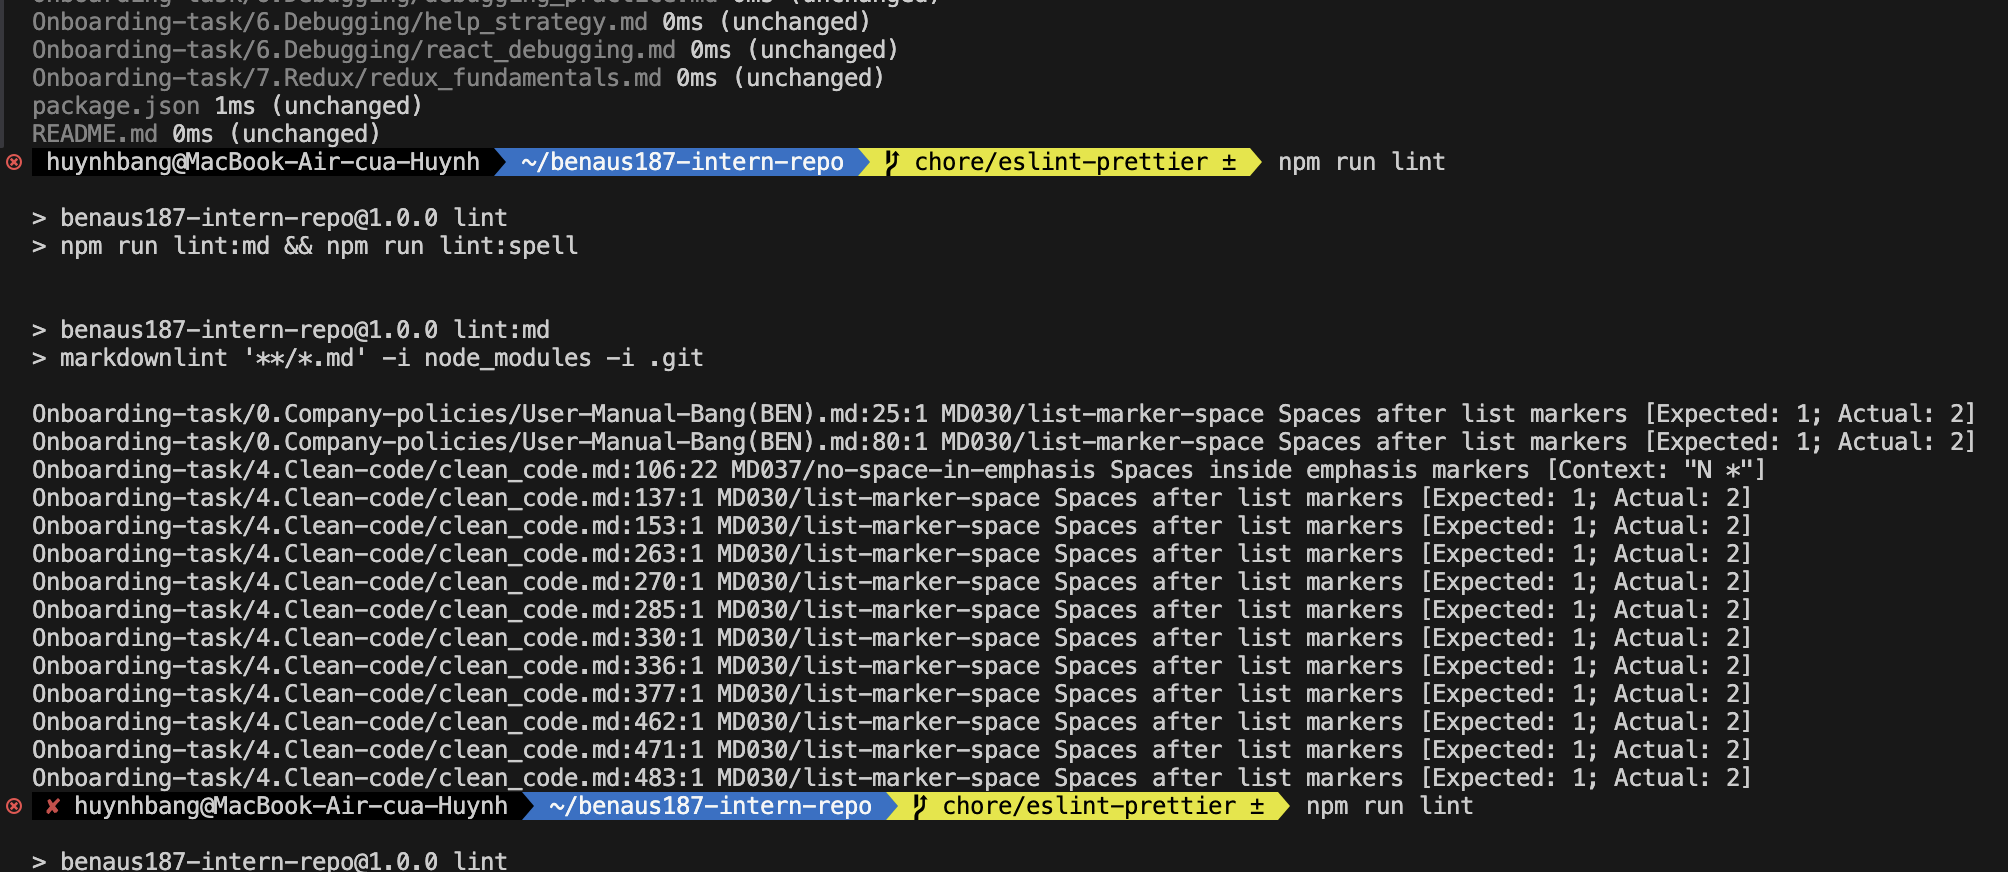 Onboarding-task/6.Debugging/debugging_practice.md 0ms (unchanged)
Onboarding-task/6.Debugging/help_strategy.md 0ms (unchanged)
Onboarding-task/6.Debugging/react_debugging.md 0ms (unchanged)
Onboarding-task/7.Redux/redux_fundamentals.md 0ms (unchanged)
package.json 1ms (unchanged)
README.md 0ms (unchanged)
huynhbang@MacBook-Air-cua-Huynh ~/benaus187-intern-repo chore/eslint-prettier ± npm run lint
> benaus187-intern-repo@1.0.0 lint
> npm run lint:md && npm run lint:spell
> benaus187-intern-repo@1.0.0 lint:md
> markdownlint '**/*.md' -i node_modules -i .git
Onboarding-task/0.Company-policies/User-Manual-Bang(BEN).md:25:1 MD030/list-marker-space Spaces after list markers [Expected: 1; Actual: 2]
Onboarding-task/0.Company-policies/User-Manual-Bang(BEN).md:80:1 MD030/list-marker-space Spaces after list markers [Expected: 1; Actual: 2]
Onboarding-task/4.Clean-code/clean_code.md:106:22 MD037/no-space-in-emphasis Spaces inside emphasis markers [Context: "N *"]
Onboarding-task/4.Clean-code/clean_code.md:137:1 MD030/list-marker-space Spaces after list markers [Expected: 1; Actual: 2]
Onboarding-task/4.Clean-code/clean_code.md:153:1 MD030/list-marker-space Spaces after list markers [Expected: 1; Actual: 2]
Onboarding-task/4.Clean-code/clean_code.md:263:1 MD030/list-marker-space Spaces after list markers [Expected: 1; Actual: 2]
Onboarding-task/4.Clean-code/clean_code.md:270:1 MD030/list-marker-space Spaces after list markers [Expected: 1; Actual: 2]
Onboarding-task/4.Clean-code/clean_code.md:285:1 MD030/list-marker-space Spaces after list markers [Expected: 1; Actual: 2]
Onboarding-task/4.Clean-code/clean_code.md:330:1 MD030/list-marker-space Spaces after list markers [Expected: 1; Actual: 2]
Onboarding-task/4.Clean-code/clean_code.md:336:1 MD030/list-marker-space Spaces after list markers [Expected: 1; Actual: 2]
Onboarding-task/4.Clean-code/clean_code.md:377:1 MD030/list-marker-space Spaces after list markers [Expected: 1; Actual: 2]
Onboarding-task/4.Clean-code/clean_code.md:462:1 MD030/list-marker-space Spaces after list markers [Expected: 1; Actual: 2]
Onboarding-task/4.Clean-code/clean_code.md:471:1 MD030/list-marker-space Spaces after list markers [Expected: 1; Actual: 2]
Onboarding-task/4.Clean-code/clean_code.md:483:1 MD030/list-marker-space Spaces after list markers [Expected: 1; Actual: 2]
✘ huynhbang@MacBook-Air-cua-Huynh ~/benaus187-intern-repo chore/eslint-prettier ± npm run lint
> benaus187-intern-repo@1.0.0 lint